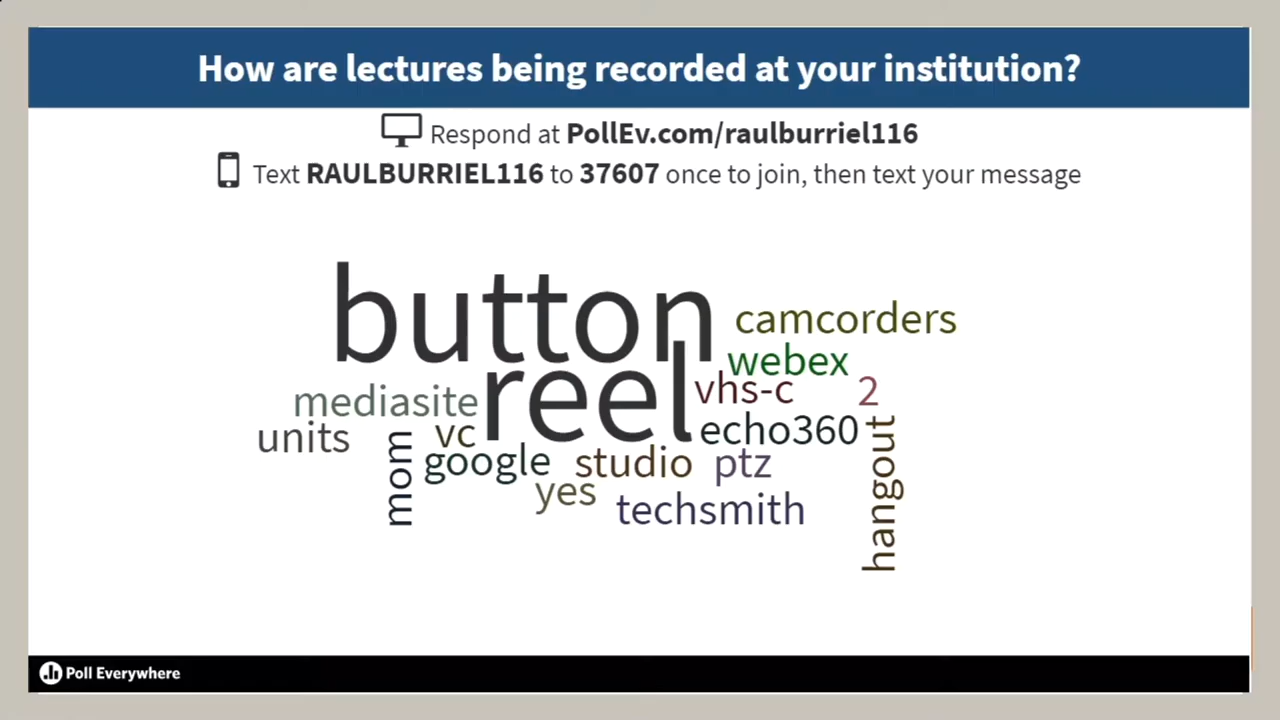 How are lectures being recorded at your institution?
Respond at PollEv.com/raulburriel116
Text RAULBURRIEL116 to 37607 once to join, then text your message
button
camcorders
webex
reel
vhs-c
2
mediasite
units
vc
echo360
mom
google
studio
ptz
hangout
yes
techsmith
Poll Everywhere